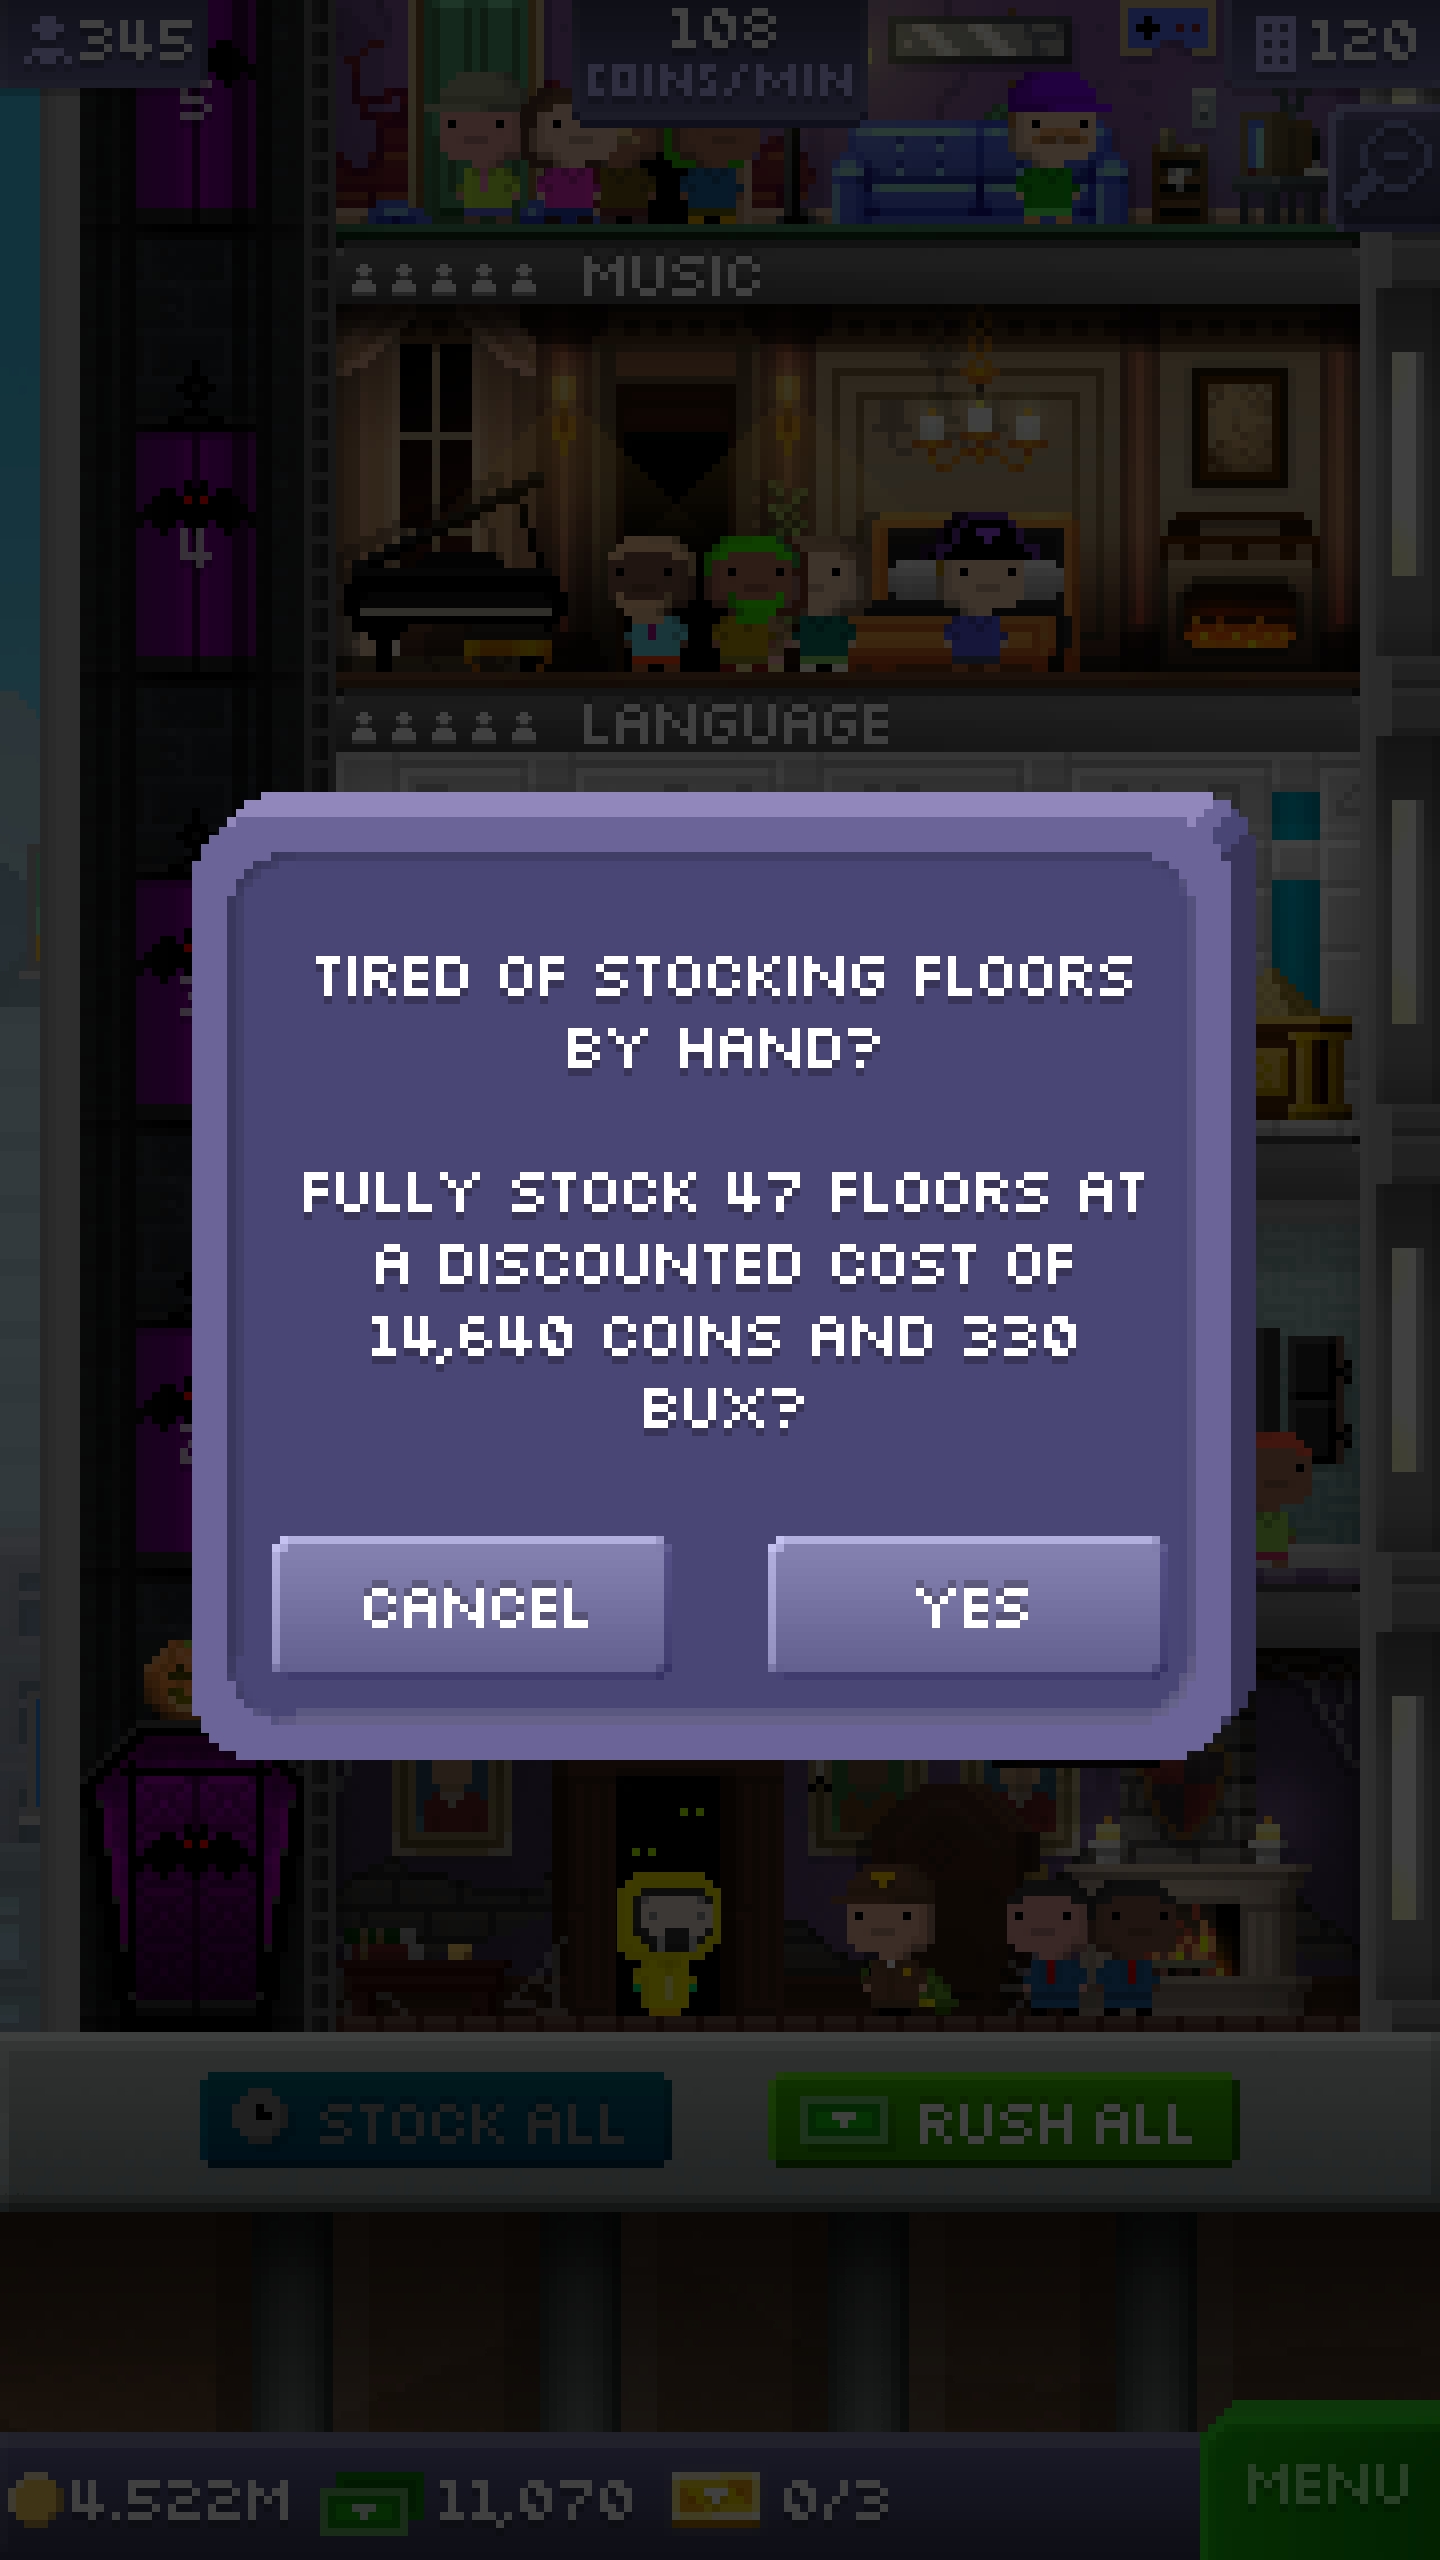 345
108
COINS/MIN
120
5
MUSIC
4
LANGUAGE
TIRED OF STOCKING FLOORS
BY HAND?
FULLY STOCK 47 FLOORS AT
A DISCOUNTED COST OF
14,640 COINS AND 330
BUX?
CANCEL
YES
STOCK ALL
RUSH ALL
4.522M
11,070
0/3
MENU